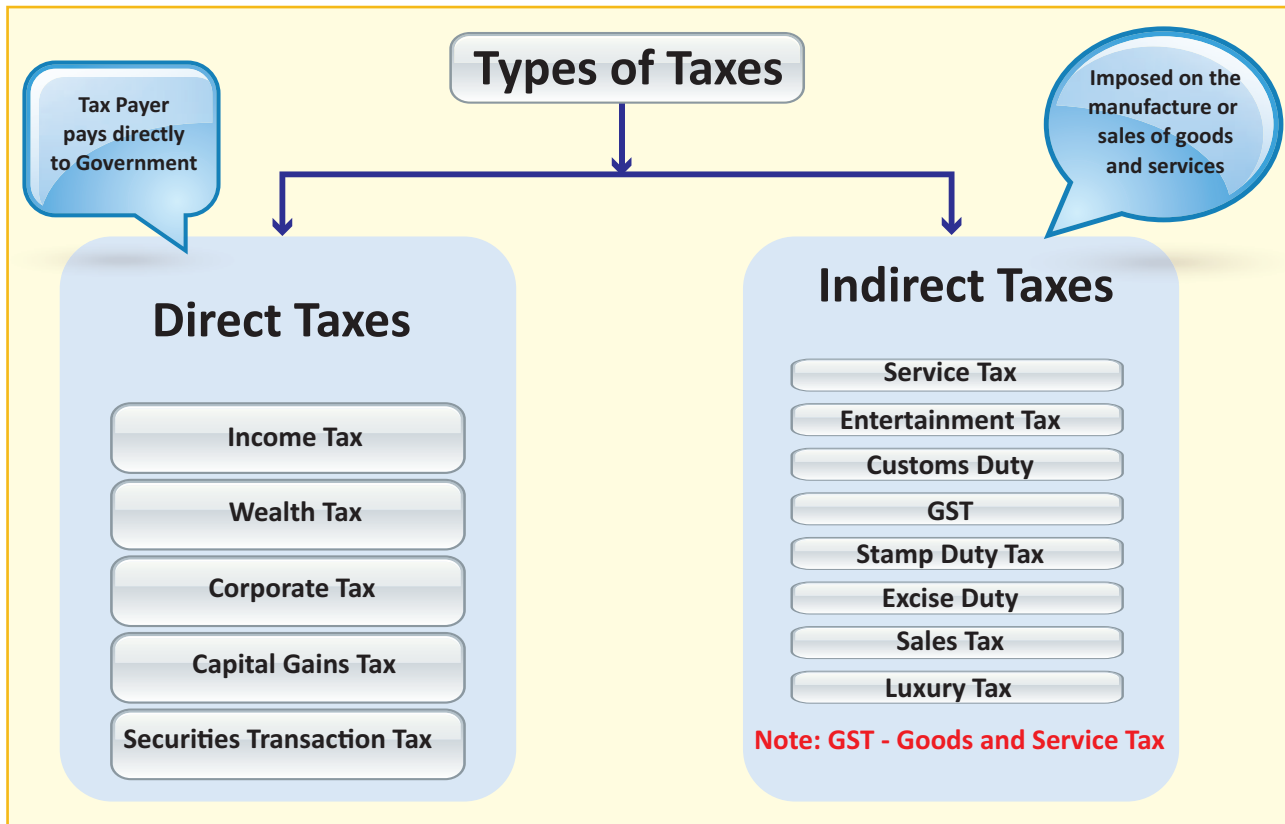 Types of Taxes
Tax Payer
pays directly
to Government
Imposed on the
manufacture or
sales of goods
and services
Direct Taxes
Income Tax
Wealth Tax
Corporate Tax
Capital Gains Tax
Securities Transaction Tax
Indirect Taxes
Service Tax
Entertainment Tax
Customs Duty
GST
Stamp Duty Tax
Excise Duty
Sales Tax
Luxury Tax
Note: GST - Goods and Service Tax